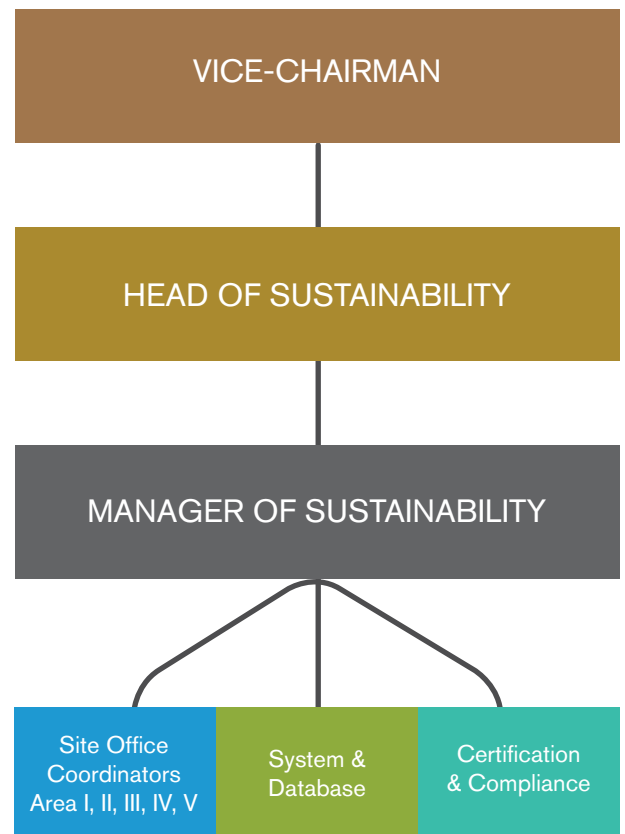 VICE-CHAIRMAN
HEAD OF SUSTAINABILITY
MANAGER OF SUSTAINABILITY
Site Office
Coordinators
Area I, II, III, IV, V
System &
Database
Certification
& Compliance